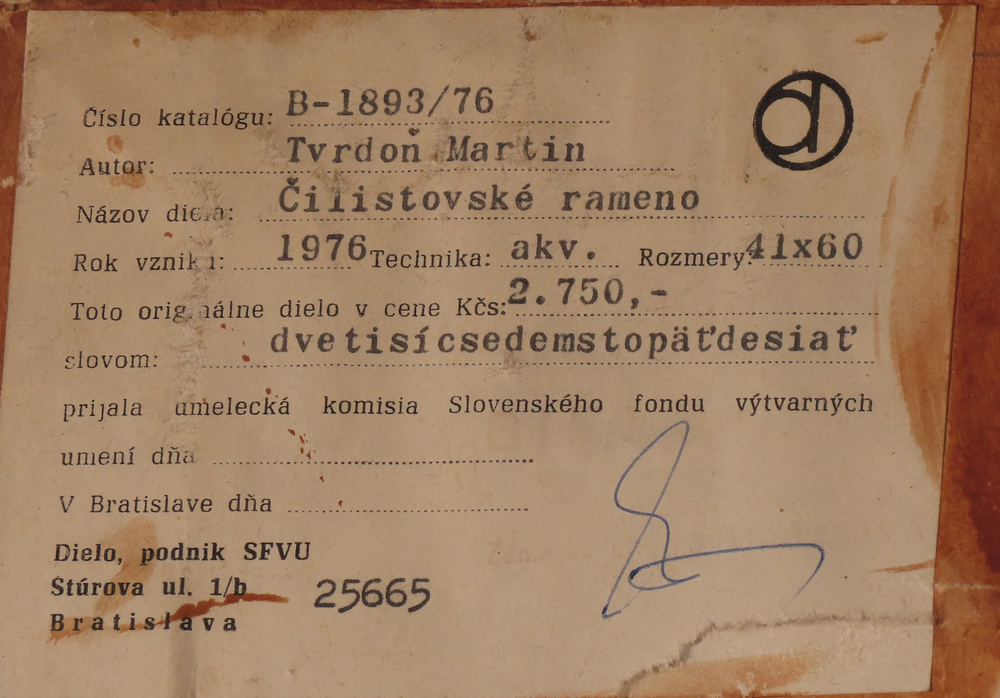 Číslo katalógu: B-1893/76
Autor: Tvrdoň Martin
Názov diela: Čilistovské rameno
Rok vzniku: 1976 Technika: akv. Rozmery: 41x60
Toto originálne dielo v cene Kčs: 2.750,-
slovom: dvetisícsedemstopäťdesiať
prijala umelecká komisia Slovenského fondu výtvarných
umení dňa
V Bratislave dňa
Dielo, podnik SFVU
Štúrova ul. 1/b
25665
Bratislava